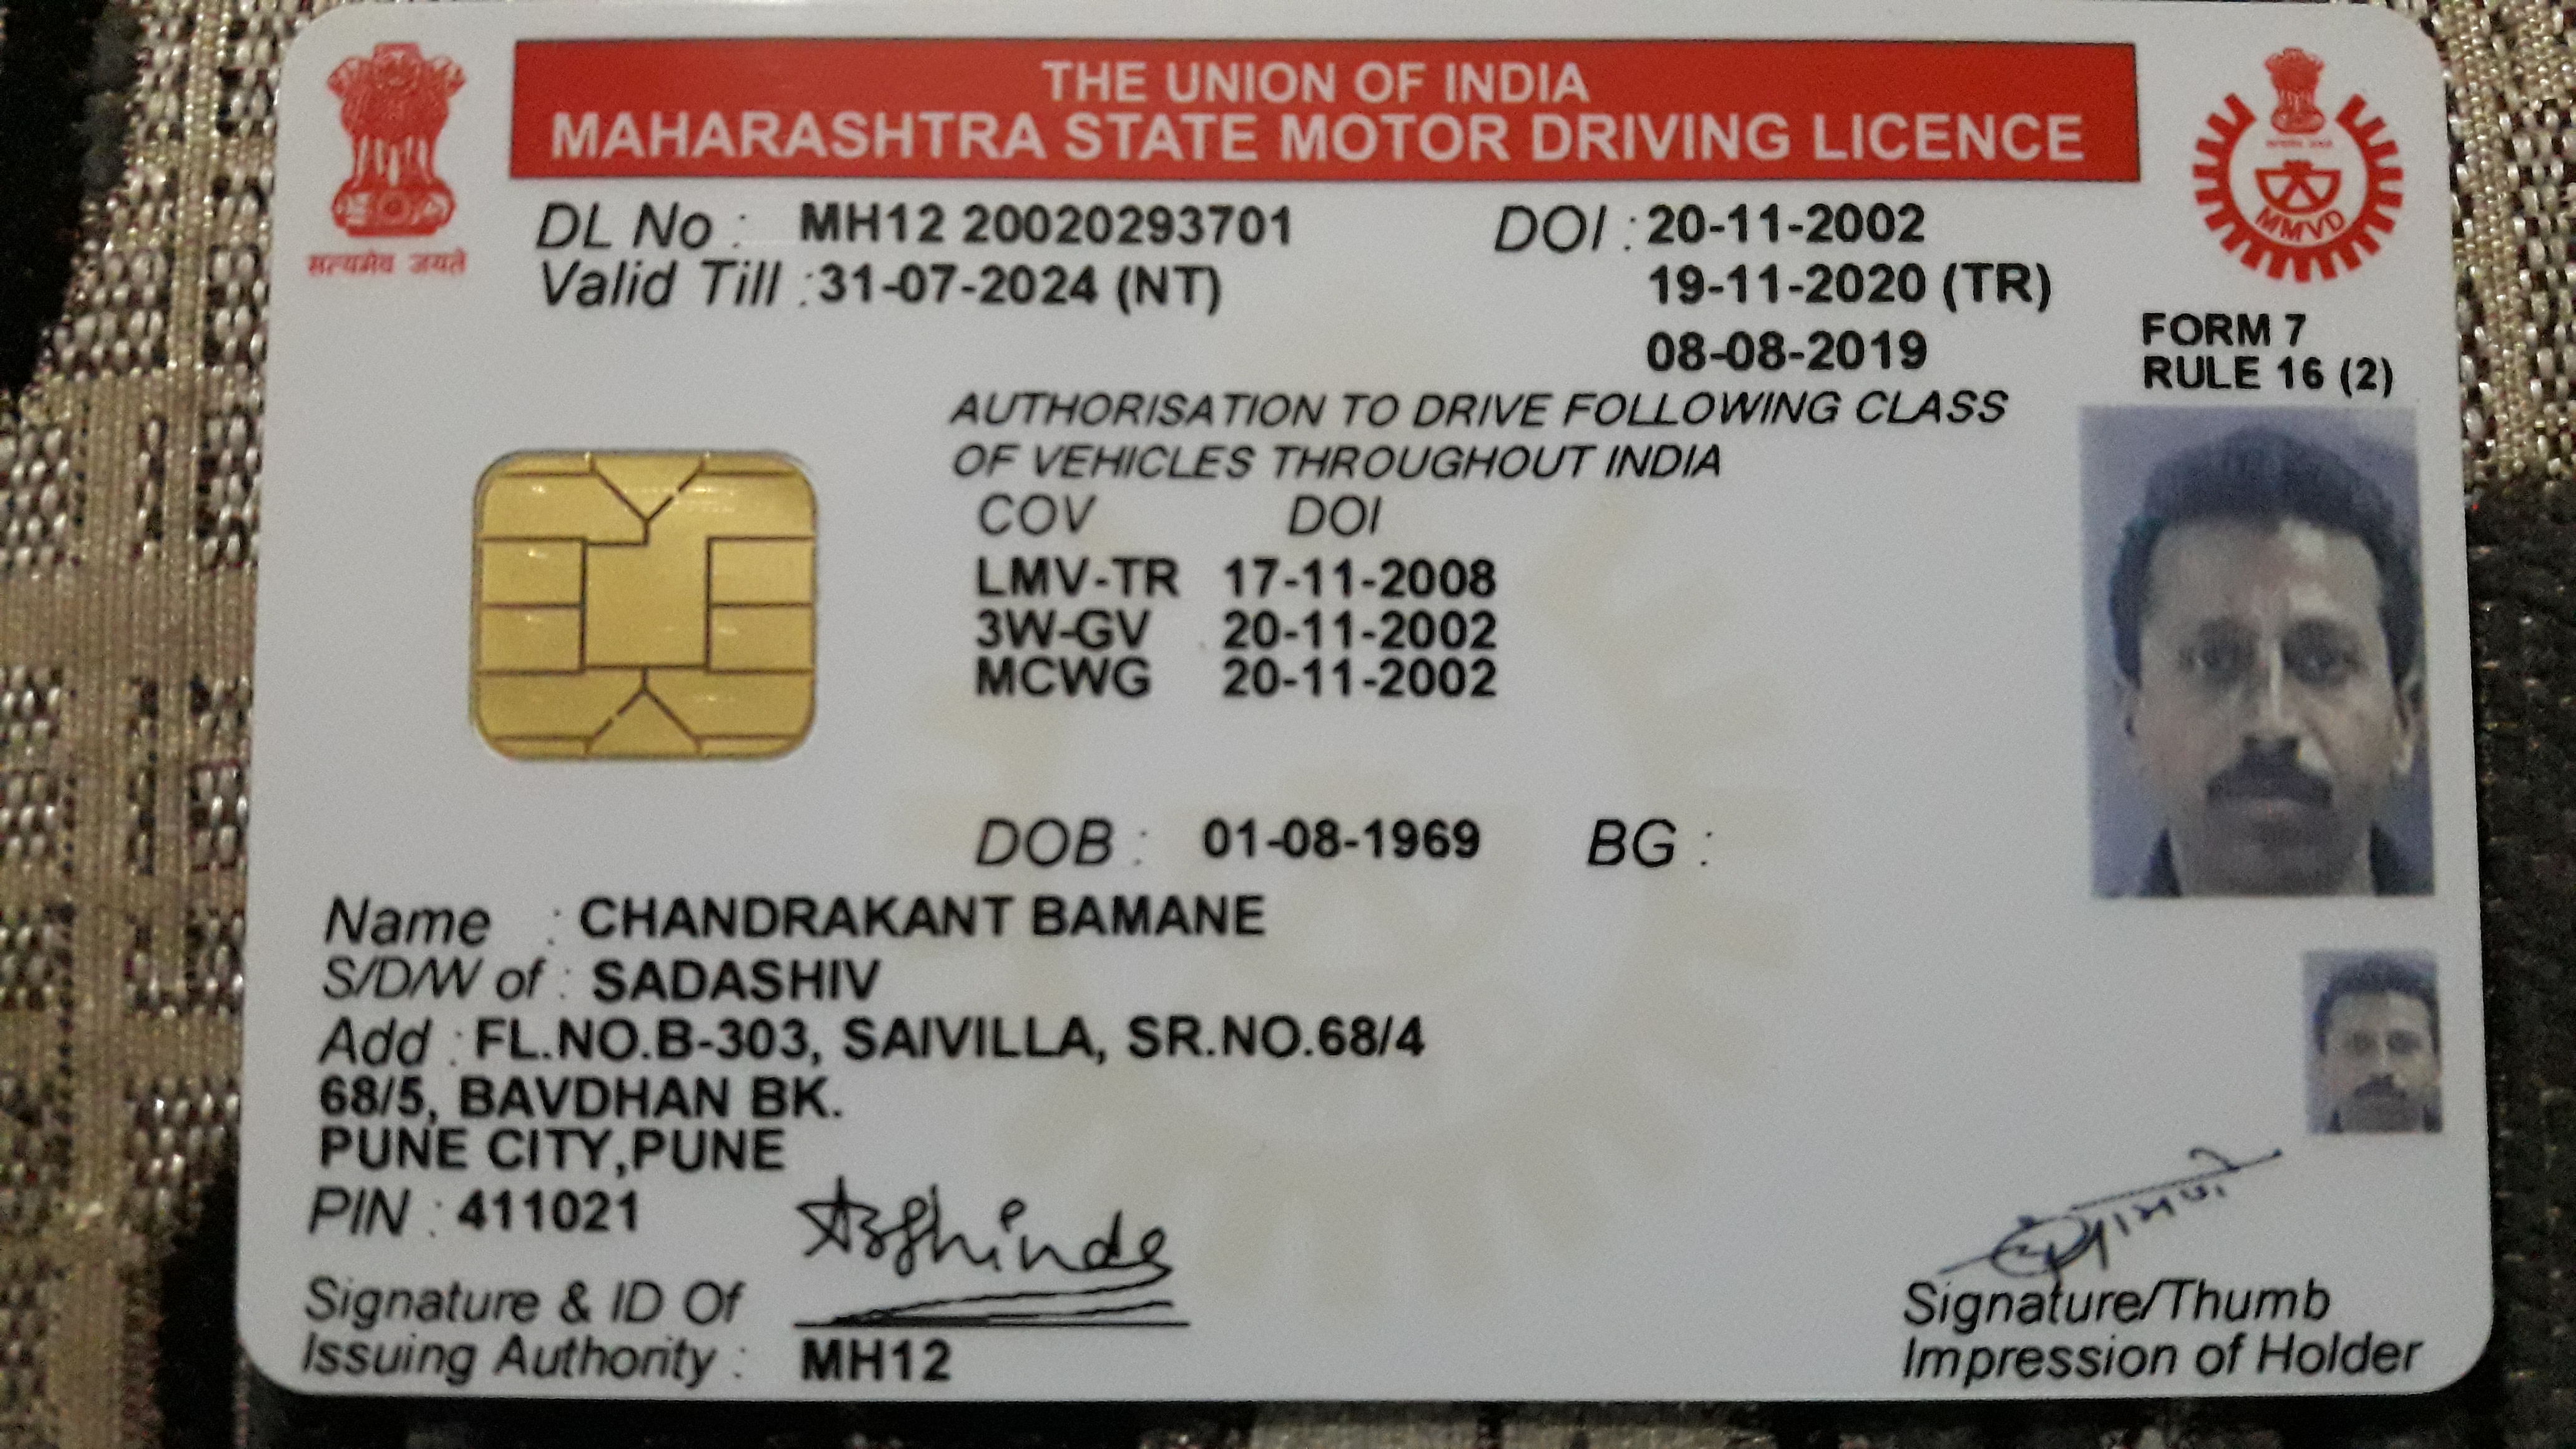 THE UNION OF INDIA
MAHARASHTRA STATE MOTOR DRIVING LICENCE
सत्यमेव जयते
MMVD
DL No : MH12 20020293701 DOI : 20-11-2002
Valid Till : 31-07-2024 (NT) 19-11-2020 (TR)
08-08-2019
FORM 7
RULE 16 (2)
AUTHORISATION TO DRIVE FOLLOWING CLASS
OF VEHICLES THROUGHOUT INDIA
COV DOI
LMV-TR 17-11-2008
3W-GV 20-11-2002
MCWG 20-11-2002
DOB : 01-08-1969 BG :
Name : CHANDRAKANT BAMANE
S/D/W of : SADASHIV
Add : FL.NO.B-303, SAIVILLA, SR.NO.68/4
68/5, BAVDHAN BK.
PUNE CITY,PUNE
PIN : 411021
Signature & ID Of
Issuing Authority : MH12
Signature/Thumb
Impression of Holder